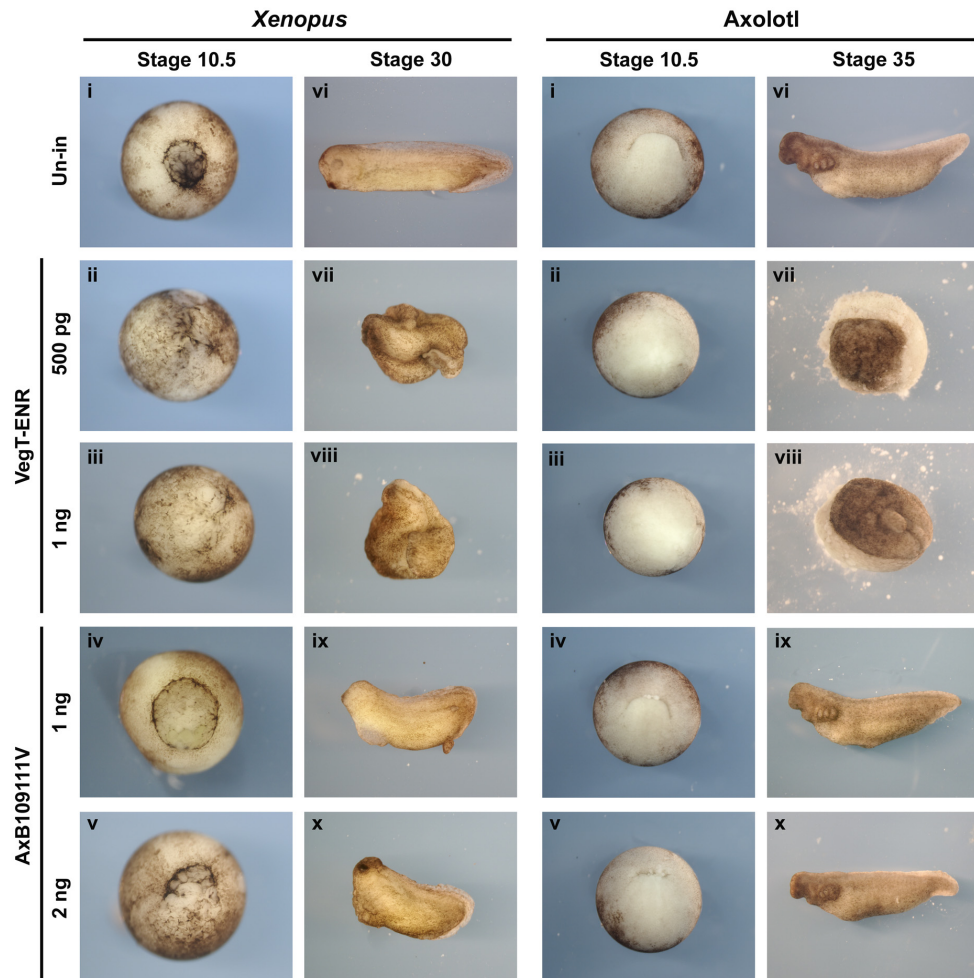 Xenopus Axolotl
Stage 10.5 Stage 30 Stage 10.5 Stage 35
Un-in i vi i vi
VegT-ENR
500 pg ii vii ii vii
1 ng iii viii iii viii
AxB109111V
1 ng iv ix iv ix
2 ng v x v x